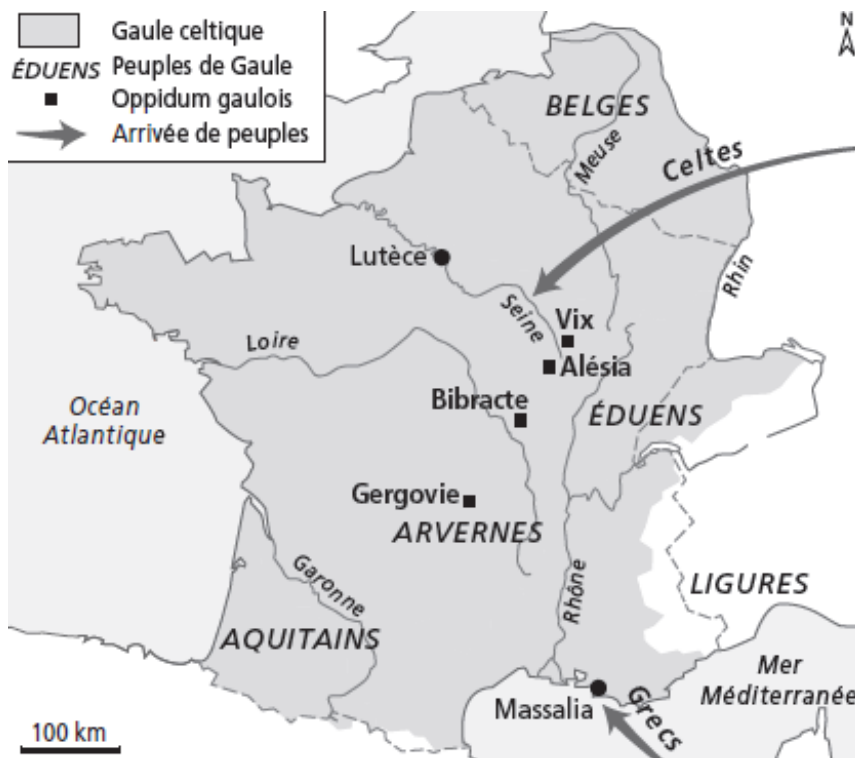 Gaule celtique
ÉDUENS Peuples de Gaule
Oppidum gaulois
Arrivée de peuples
N
BELGES
Meuse
Celtes
Lutèce
Rhin
Seine
Vix
Loire
Alésia
Océan
Atlantique
Bibracte
ÉDUENS
Gergovie
ARVERNES
Garonne
Rhône
LIGURES
AQUITAINS
Mer
Méditerranée
Massalia
Grecs
100 km